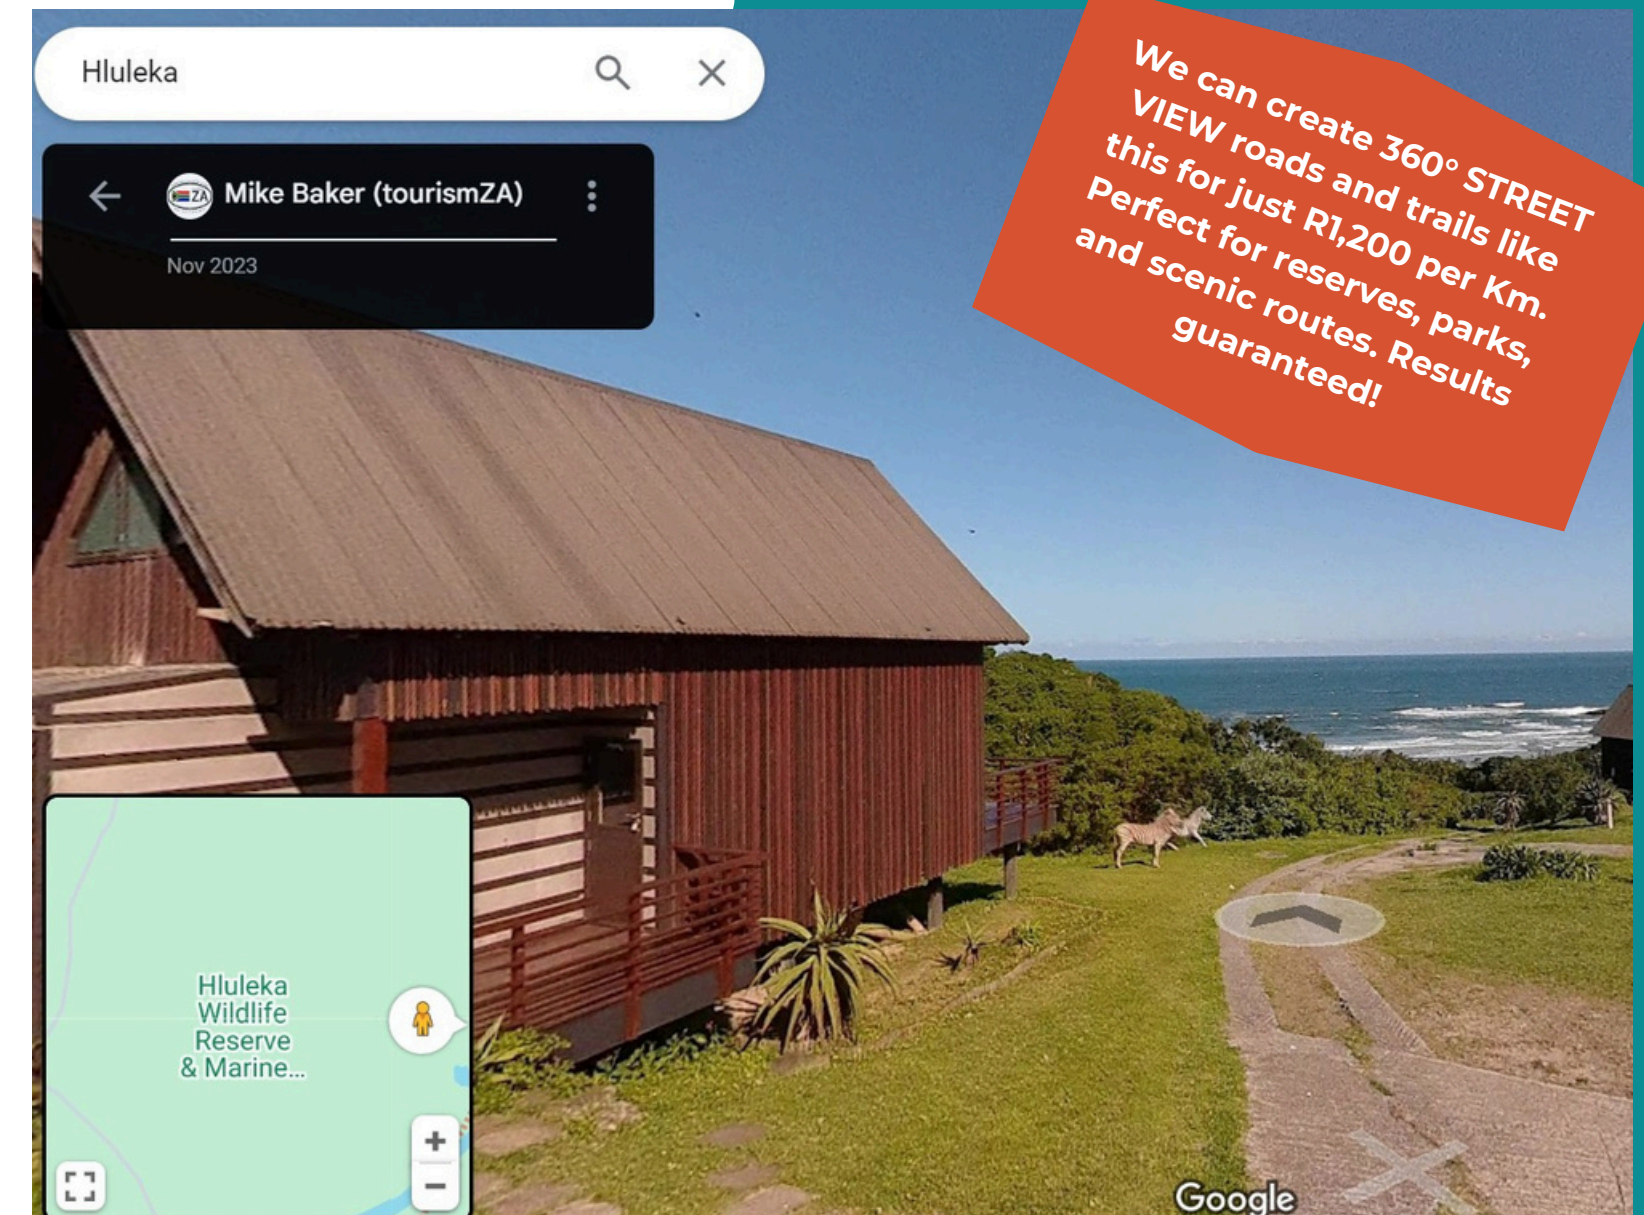 Hluleka
ZA
Mike Baker (tourismZA)
Nov 2023
We can create 360° STREET
VIEW roads and trails like
this for just R1,200 per Km.
Perfect for reserves, parks,
and scenic routes. Results
guaranteed!
Hluleka
Wildlife
Reserve
& Marine...
Google